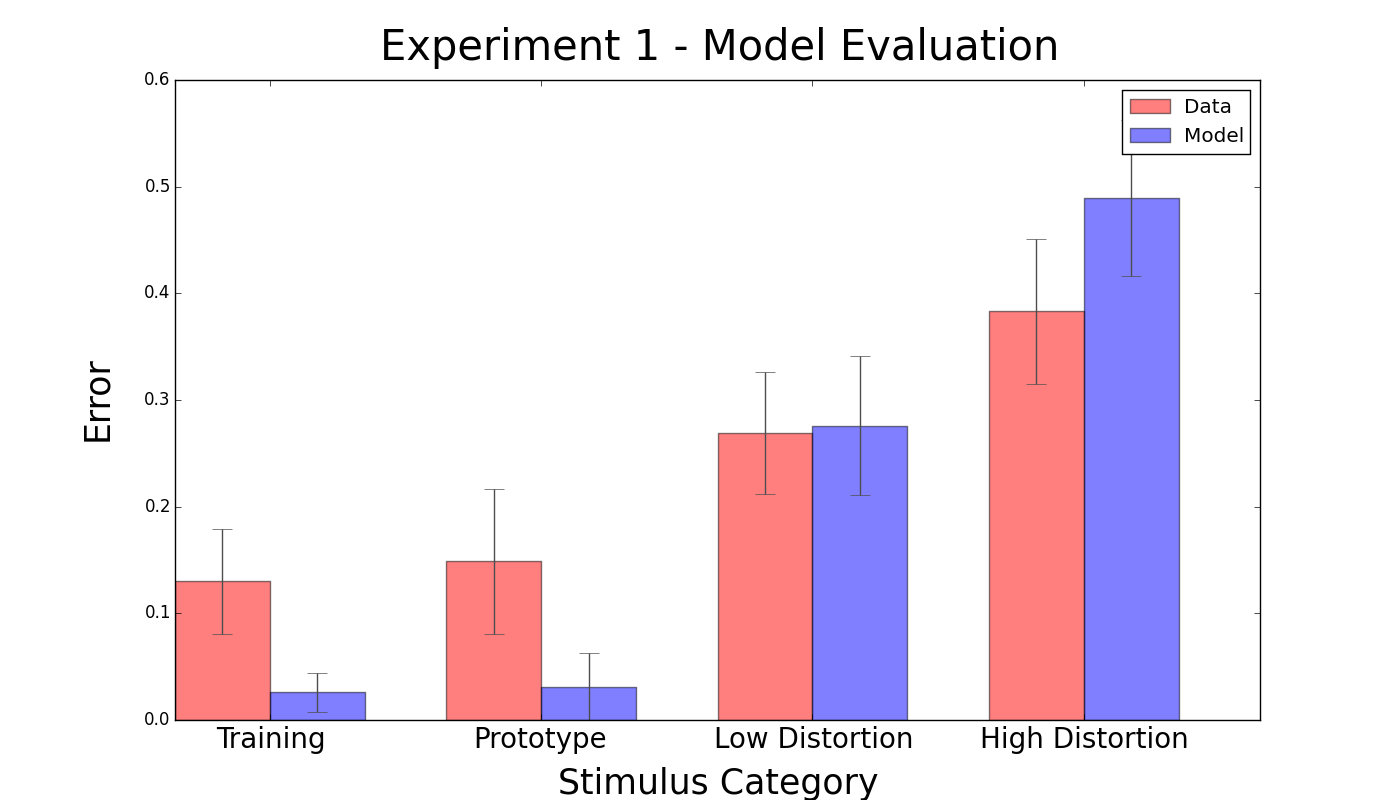 Experiment 1 - Model Evaluation
0.6
0.5
0.4
0.3
0.2
0.1
0.0
Error
Data
Model
Training Prototype Low Distortion High Distortion
Stimulus Category